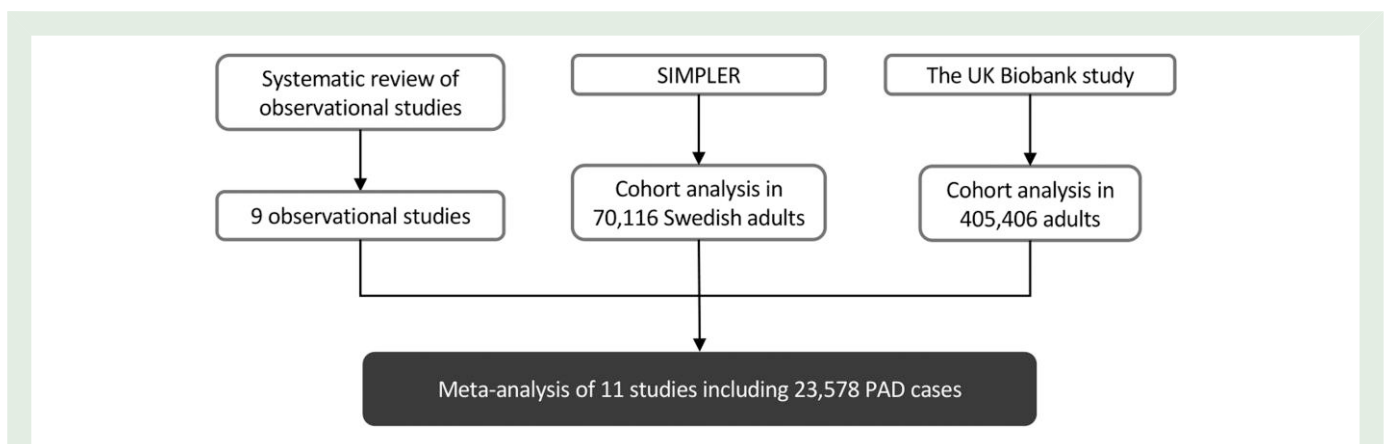 Systematic review of
observational studies
SIMPLER
The UK Biobank study
9 observational studies
Cohort analysis in
70,116 Swedish adults
Cohort analysis in
405,406 adults
Meta-analysis of 11 studies including 23,578 PAD cases